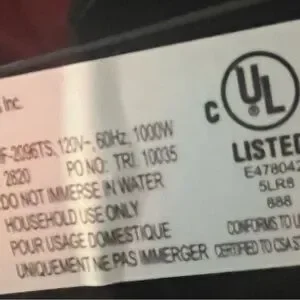 s Inc.
F-2096TS, 120V~, 60Hz, 1000W
2820 PO NO: TRI. 10035
DO NOT IMMERSE IN WATER
HOUSEHOLD USE ONLY
POUR USAGE DOMESTIQUE
UNIQUEMENT NE PAS IMMERGER
C UL
LISTED
E478042
5LR8
888
CONFORMS TO U
CERTIFIED TO CSA ST